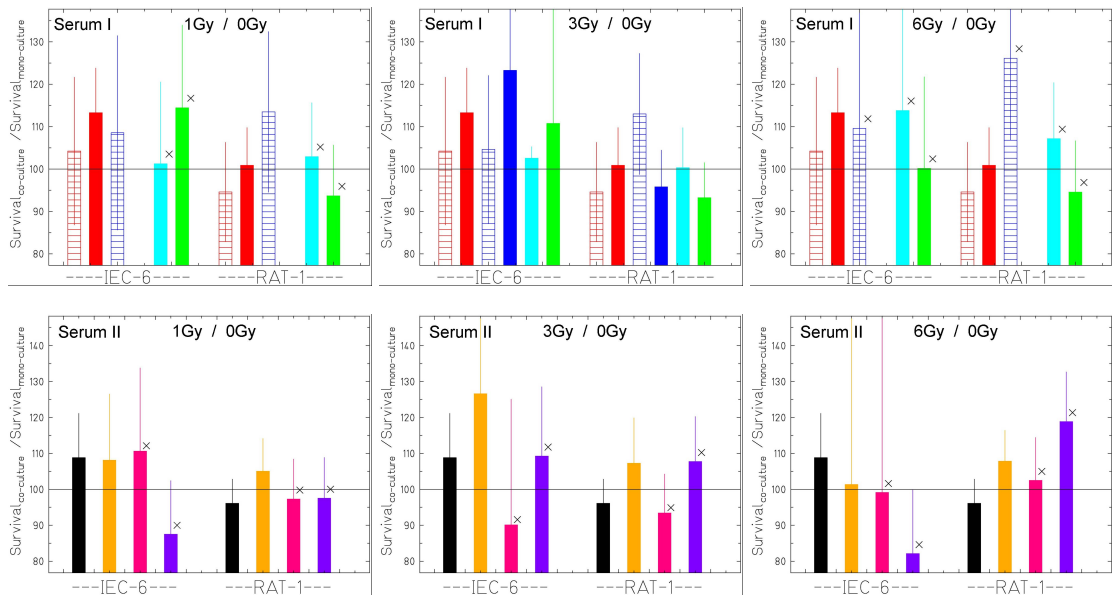 Serum I 1Gy / 0Gy
130
120
110
100
90
80
Survival co-culture /Survival mono-culture
----IEC-6---- ----RAT-1----
Serum I 3Gy / 0Gy
130
120
110
100
90
80
----IEC-6---- ----RAT-1----
Serum I 6Gy / 0Gy
130
120
110
100
90
80
Survival co-culture /Survival mono-culture
----IEC-6---- ----RAT-1----
Serum II 1Gy / 0Gy
140
130
120
110
100
90
80
Survival co-culture /Survival mono-culture
---IEC-6--- ---RAT-1---
Serum II 3Gy / 0Gy
140
130
120
110
100
90
80
Survival co-culture /Survival mono-culture
---IEC-6--- ---RAT-1---
Serum II 6Gy / 0Gy
140
130
120
110
100
90
80
Survival co-culture /Survival mono-culture
---IEC-6--- ---RAT-1---